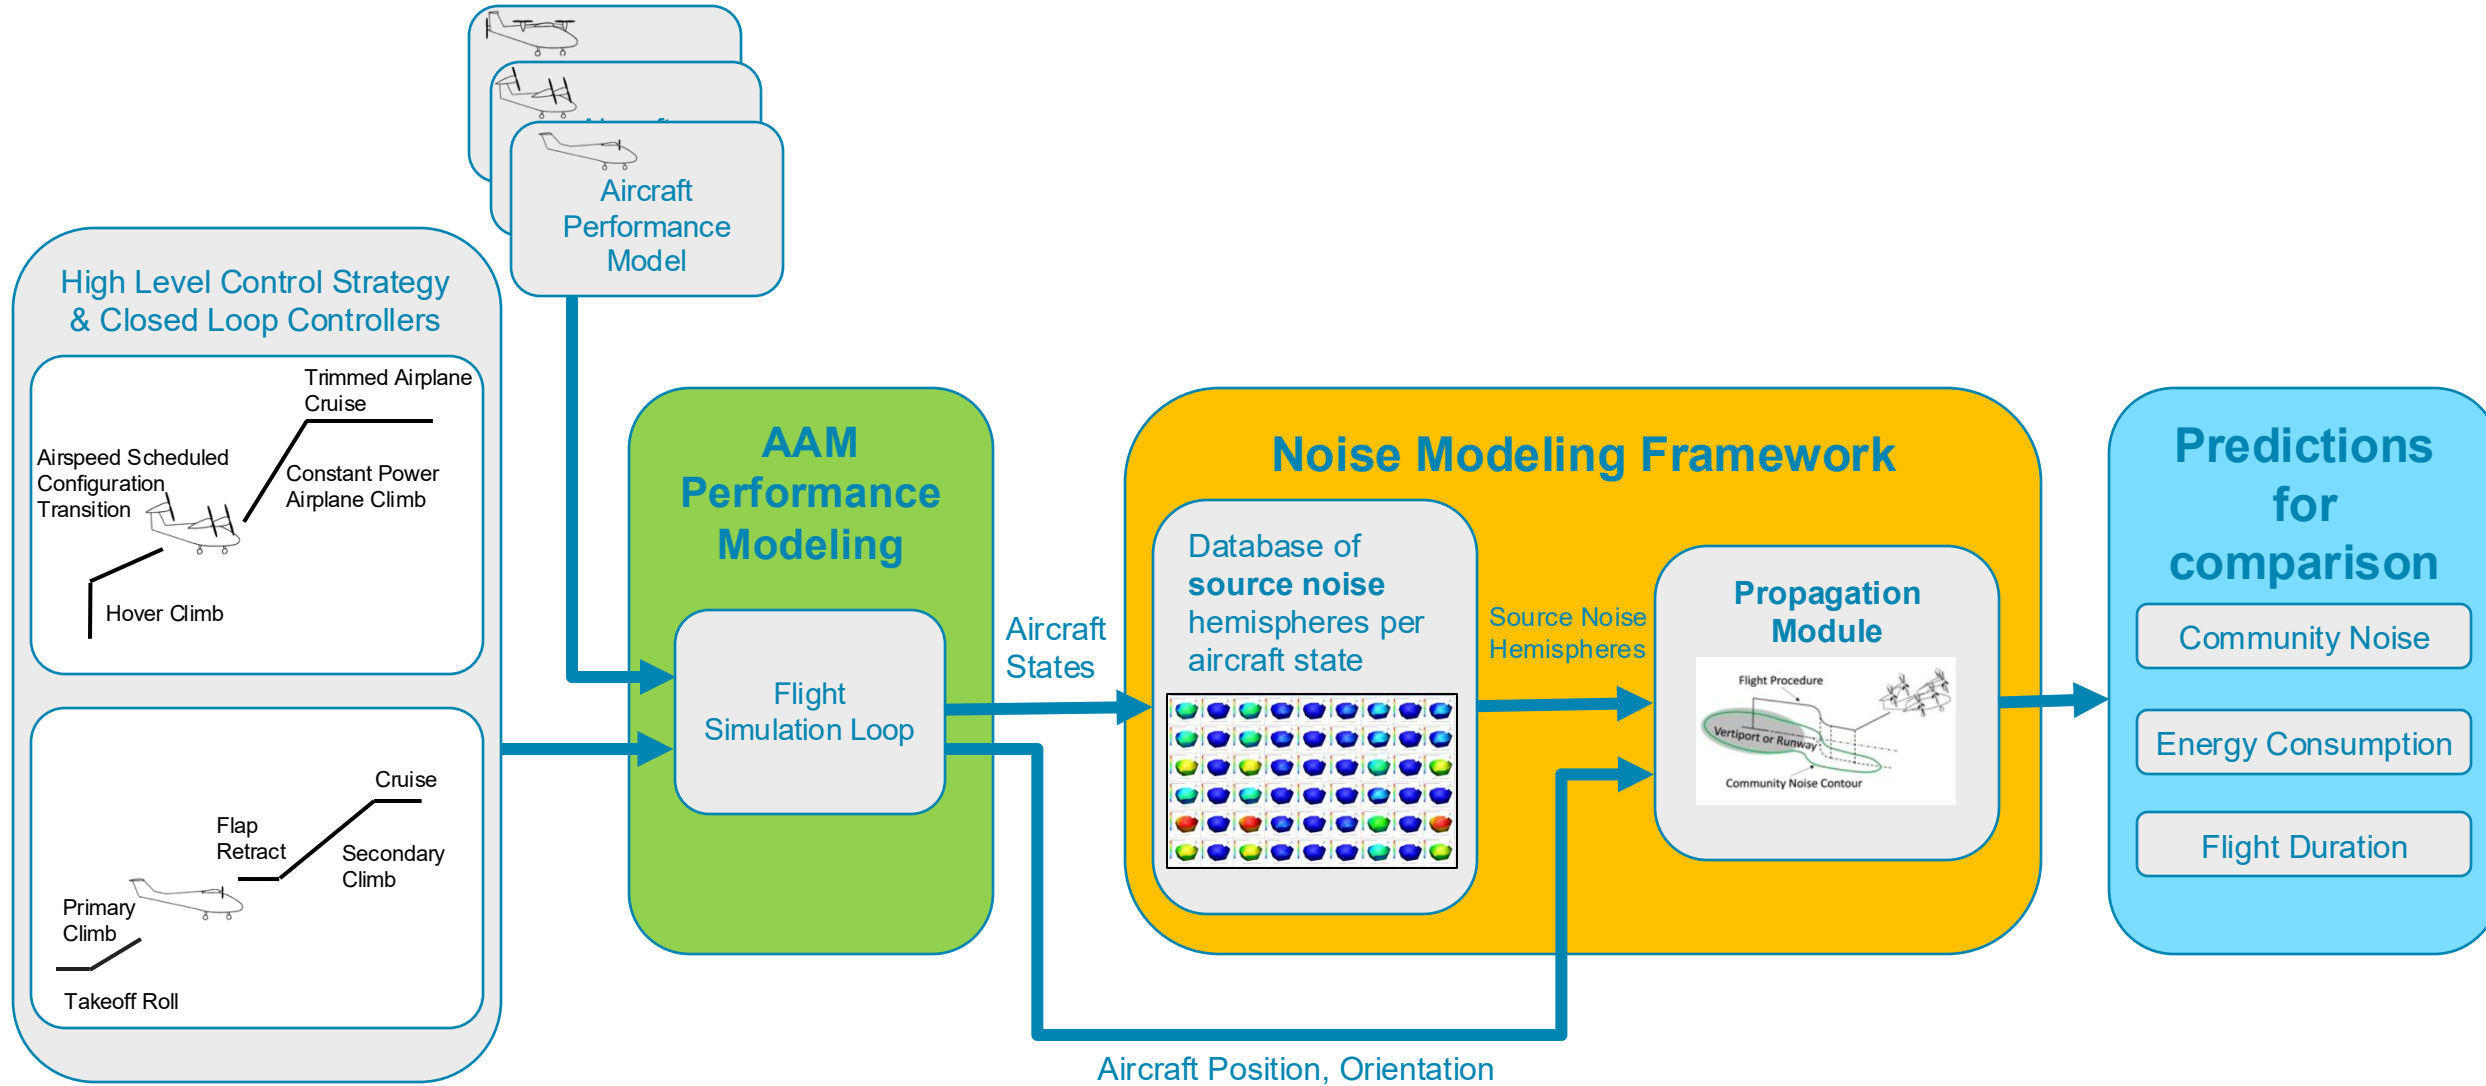 Aircraft
Performance
Model
High Level Control Strategy
& Closed Loop Controllers
Trimmed Airplane
Cruise
Airspeed Scheduled
Configuration
Transition
Constant Power
Airplane Climb
Hover Climb
Cruise
Flap
Retract
Secondary
Climb
Primary
Climb
Takeoff Roll
AAM
Performance
Modeling
Flight
Simulation Loop
Aircraft
States
Aircraft Position, Orientation
Noise Modeling Framework
Database of
source noise
hemispheres per
aircraft state
Source Noise
Hemispheres
Propagation
Module
Flight Procedure
Vertiport or Runway
Community Noise Contour
Predictions
for
comparison
Community Noise
Energy Consumption
Flight Duration